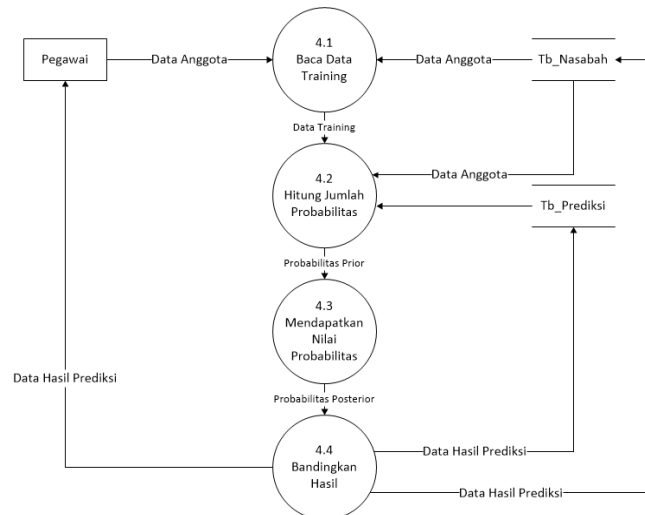 4.1
Baca Data
Training
Pegawai
Data Anggota
Data Anggota
Tb_Nasabah
Data Training
4.2
Hitung Jumlah
Probabilitas
Data Anggota
Tb_Prediksi
Probabilitas Prior
4.3
Mendapatkan
Nilai
Probabilitas
Data Hasil Prediksi
Probabilitas Posterior
4.4
Bandingkan
Hasil
Data Hasil Prediksi
Data Hasil Prediksi